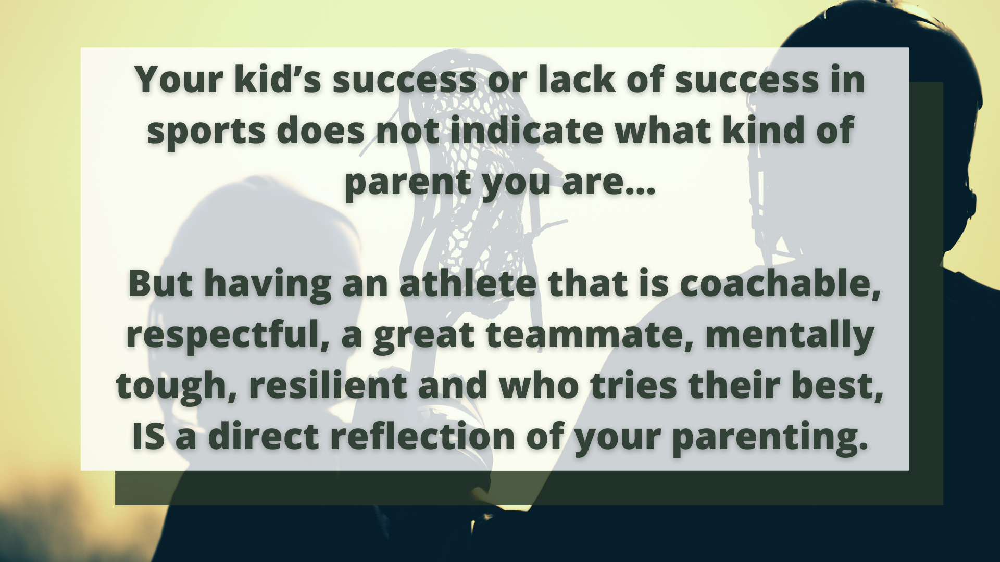 Your kid’s success or lack of success in
sports does not indicate what kind of
parent you are...
But having an athlete that is coachable,
respectful, a great teammate, mentally
tough, resilient and who tries their best,
IS a direct reflection of your parenting.